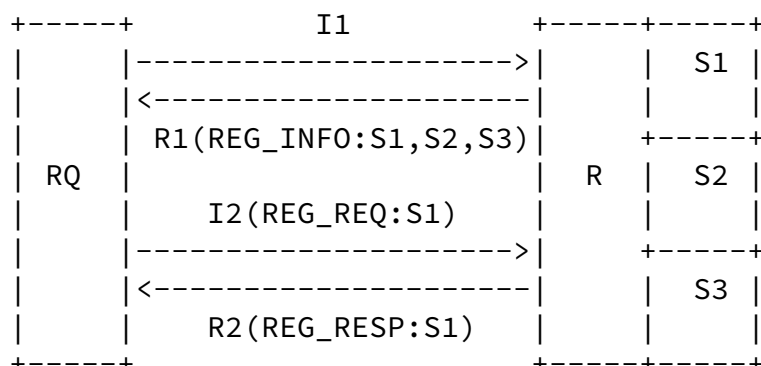 +-----+          I1          +-----+-----+
|     |--------------------->|     |  S1 |
|     |<---------------------|     |     |
|     | R1(REG_INFO:S1,S2,S3)|     +-----+
| RQ  |                      |  R  |  S2 |
|     |    I2(REG_REQ:S1)    |     |     |
|     |--------------------->|     +-----+
|     |<---------------------|     |  S3 |
|     |    R2(REG_RESP:S1)   |     |     |
+-----+                      +-----+-----+